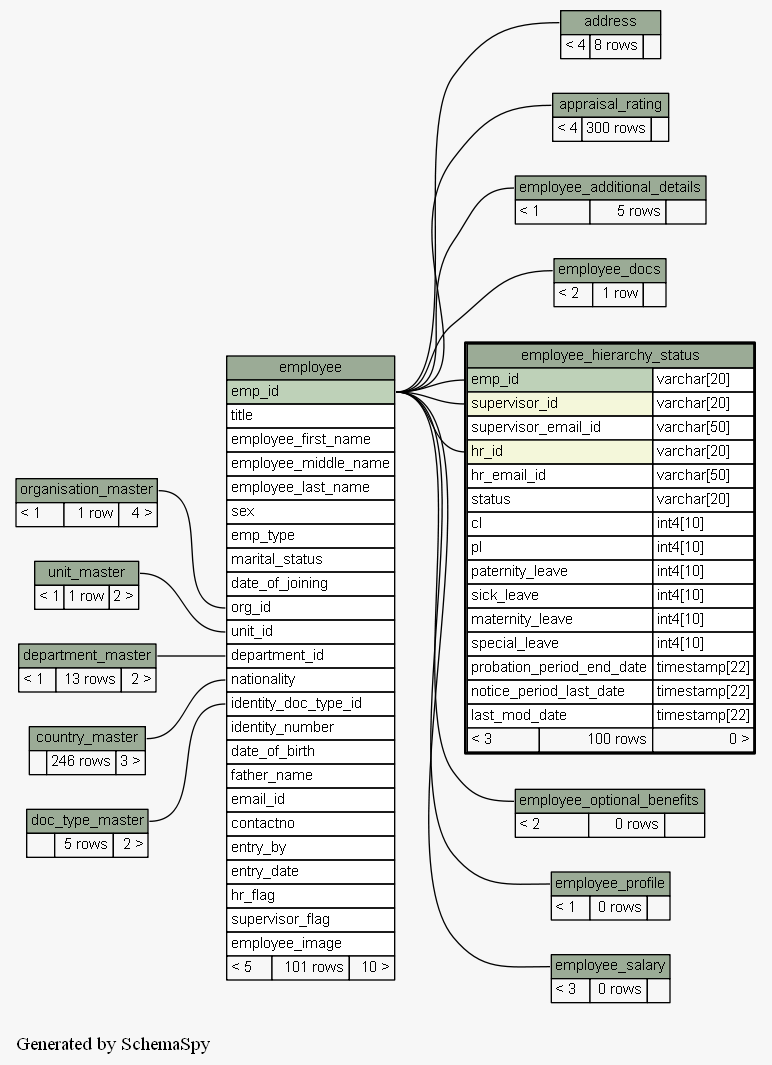 address
< 4 8 rows
appraisal_rating
< 4 300 rows
employee_additional_details
< 1 5 rows
employee_docs
< 2 1 row
employee_hierarchy_status
emp_id varchar[20]
supervisor_id varchar[20]
supervisor_email_id varchar[50]
hr_id varchar[20]
hr_email_id varchar[50]
status varchar[20]
cl int4[10]
pl int4[10]
paternity_leave int4[10]
sick_leave int4[10]
maternity_leave int4[10]
special_leave int4[10]
probation_period_end_date timestamp[22]
notice_period_last_date timestamp[22]
last_mod_date timestamp[22]
< 3 100 rows 0 >
employee
emp_id
title
employee_first_name
employee_middle_name
employee_last_name
sex
emp_type
marital_status
date_of_joining
org_id
unit_id
department_id
nationality
identity_doc_type_id
identity_number
date_of_birth
father_name
email_id
contactno
entry_by
entry_date
hr_flag
supervisor_flag
employee_image
< 5 101 rows 10 >
organisation_master
< 1 1 row 4 >
unit_master
< 1 1 row 2 >
department_master
< 1 13 rows 2 >
country_master
246 rows 3 >
doc_type_master
5 rows 2 >
employee_optional_benefits
< 2 0 rows
employee_profile
< 1 0 rows
employee_salary
< 3 0 rows
Generated by SchemaSpy